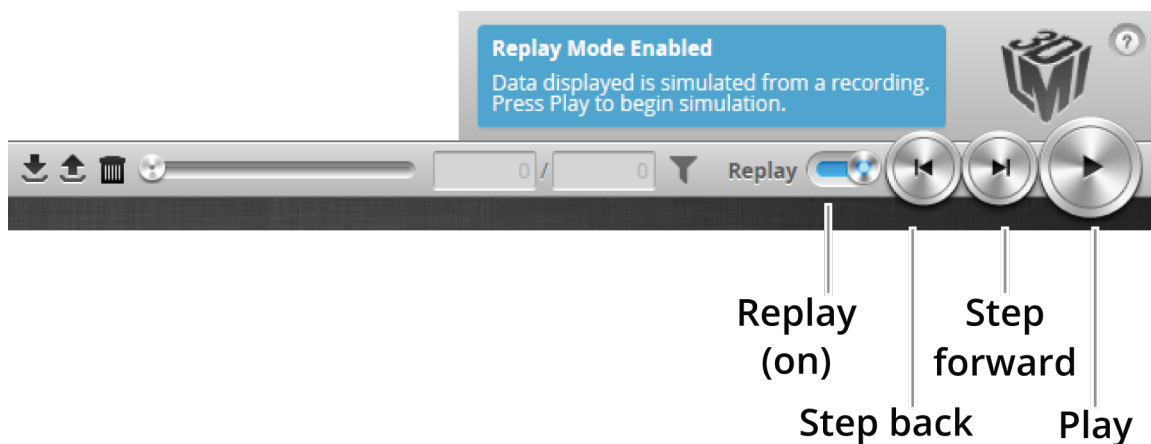 Replay Mode Enabled
Data displayed is simulated from a recording.
Press Play to begin simulation.
3D
LMI
?
0 / 0
Replay
Replay
(on)
Step
forward
Step back
Play